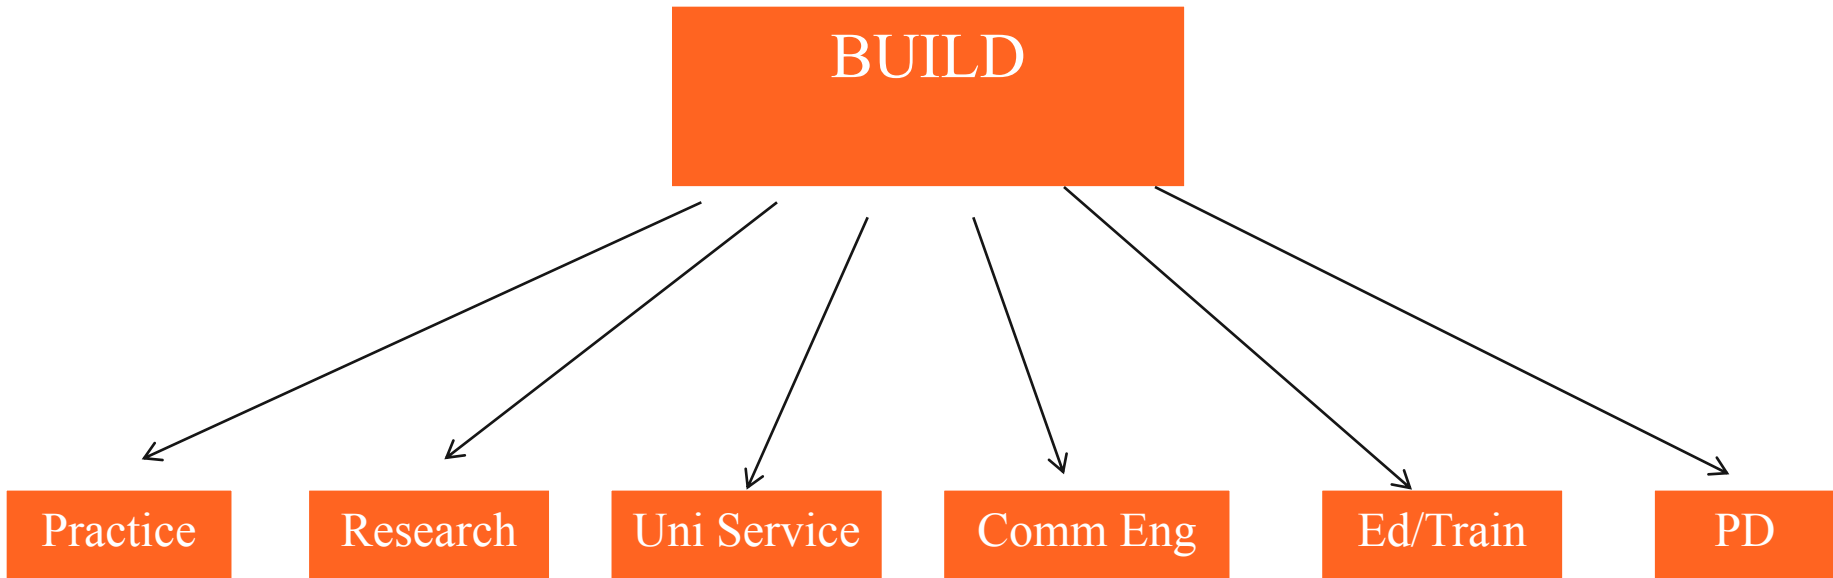 BUILD
Practice
Research
Uni Service
Comm Eng
Ed/Train
PD